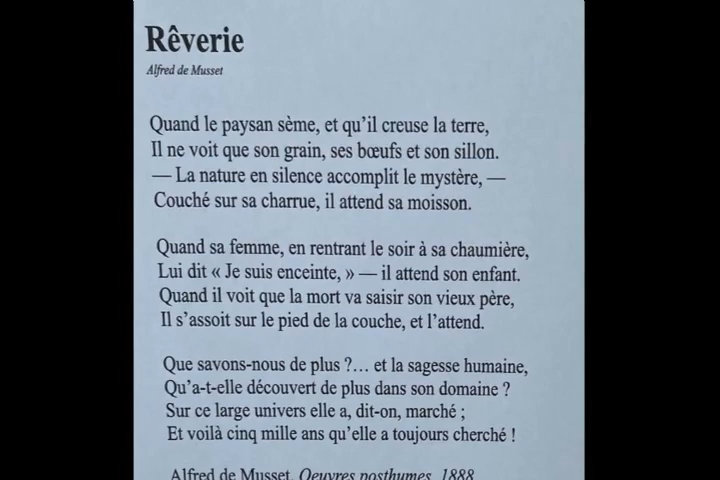 Rêverie
Alfred de Musset
Quand le paysan sème, et qu'il creuse la terre,
Il ne voit que son grain, ses bœufs et son sillon.
— La nature en silence accomplit le mystère, —
Couché sur sa charrue, il attend sa moisson.
Quand sa femme, en rentrant le soir à sa chaumière,
Lui dit « Je suis enceinte, » — il attend son enfant.
Quand il voit que la mort va saisir son vieux père,
Il s'assoit sur le pied de la couche, et l'attend.
Que savons-nous de plus ?… et la sagesse humaine,
Qu'a-t-elle découvert de plus dans son domaine ?
Sur ce large univers elle a, dit-on, marché ;
Et voilà cinq mille ans qu'elle a toujours cherché !
Alfred de Musset, Oeuvres posthumes, 1888